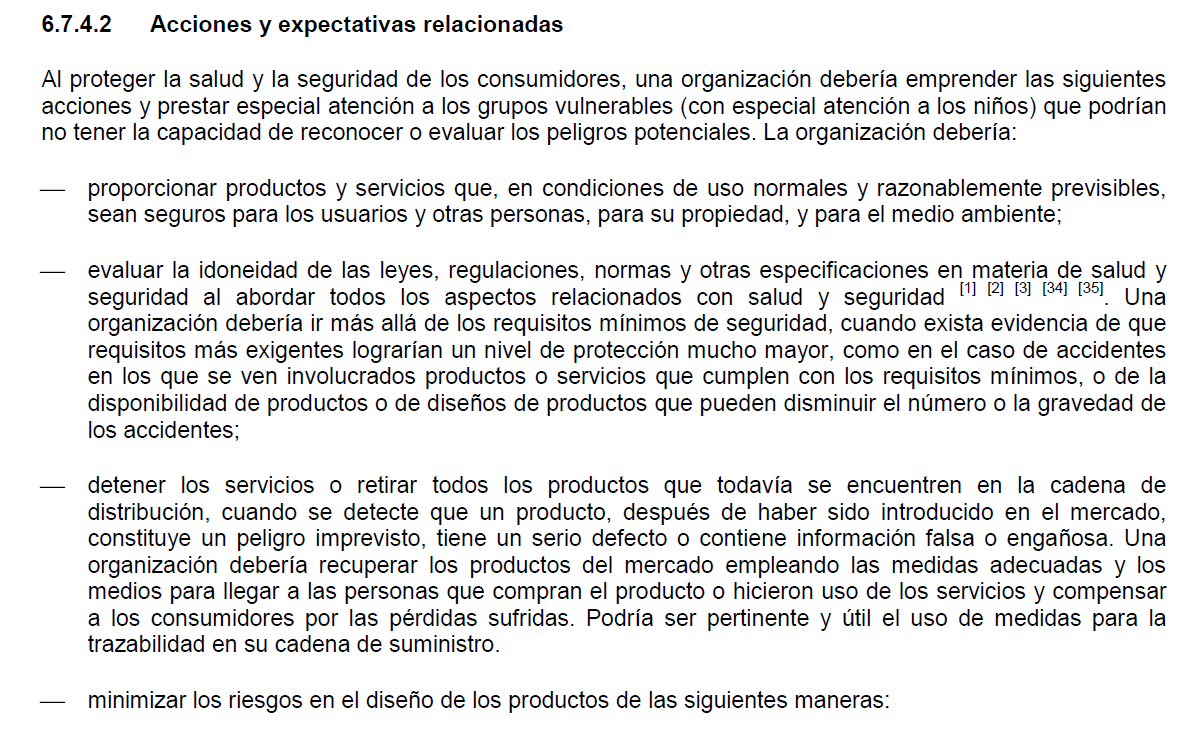 6.7.4.2 Acciones y expectativas relacionadas
Al proteger la salud y la seguridad de los consumidores, una organización debería emprender las siguientes
acciones y prestar especial atención a los grupos vulnerables (con especial atención a los niños) que podrían
no tener la capacidad de reconocer o evaluar los peligros potenciales. La organización debería:
— proporcionar productos y servicios que, en condiciones de uso normales y razonablemente previsibles,
sean seguros para los usuarios y otras personas, para su propiedad, y para el medio ambiente;
— evaluar la idoneidad de las leyes, regulaciones, normas y otras especificaciones en materia de salud y
seguridad al abordar todos los aspectos relacionados con salud y seguridad [1] [2] [3] [34] [35]. Una
organización debería ir más allá de los requisitos mínimos de seguridad, cuando exista evidencia de que
requisitos más exigentes lograrían un nivel de protección mucho mayor, como en el caso de accidentes
en los que se ven involucrados productos o servicios que cumplen con los requisitos mínimos, o de la
disponibilidad de productos o de diseños de productos que pueden disminuir el número o la gravedad de
los accidentes;
— detener los servicios o retirar todos los productos que todavía se encuentren en la cadena de
distribución, cuando se detecte que un producto, después de haber sido introducido en el mercado,
constituye un peligro imprevisto, tiene un serio defecto o contiene información falsa o engañosa. Una
organización debería recuperar los productos del mercado empleando las medidas adecuadas y los
medios para llegar a las personas que compran el producto o hicieron uso de los servicios y compensar
a los consumidores por las pérdidas sufridas. Podría ser pertinente y útil el uso de medidas para la
trazabilidad en su cadena de suministro.
— minimizar los riesgos en el diseño de los productos de las siguientes maneras: